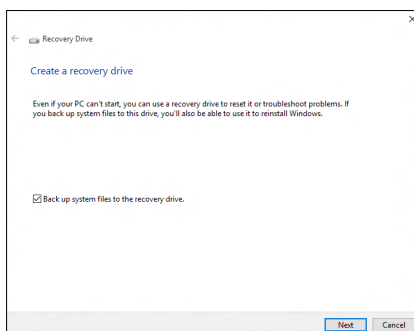 Recovery Drive
Create a recovery drive
Even if your PC can't start, you can use a recovery drive to reset it or troubleshoot problems. If
you back up system files to this drive, you'll also be able to use it to reinstall Windows.
Back up system files to the recovery drive.
Next Cancel